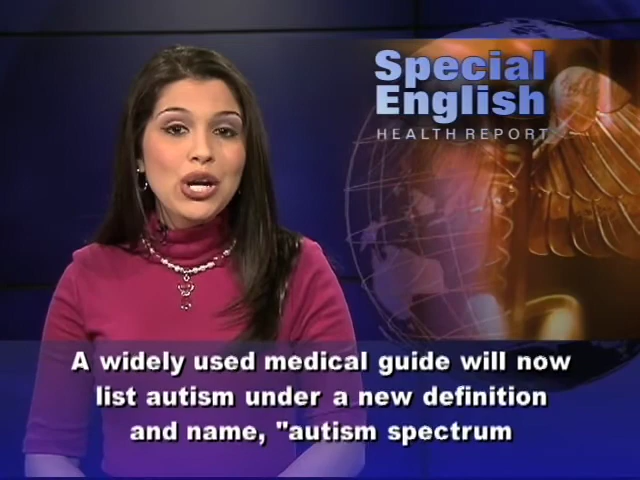 Special
English
HEALTH REPORT
A widely used medical guide will now
list autism under a new definition
and name, "autism spectrum